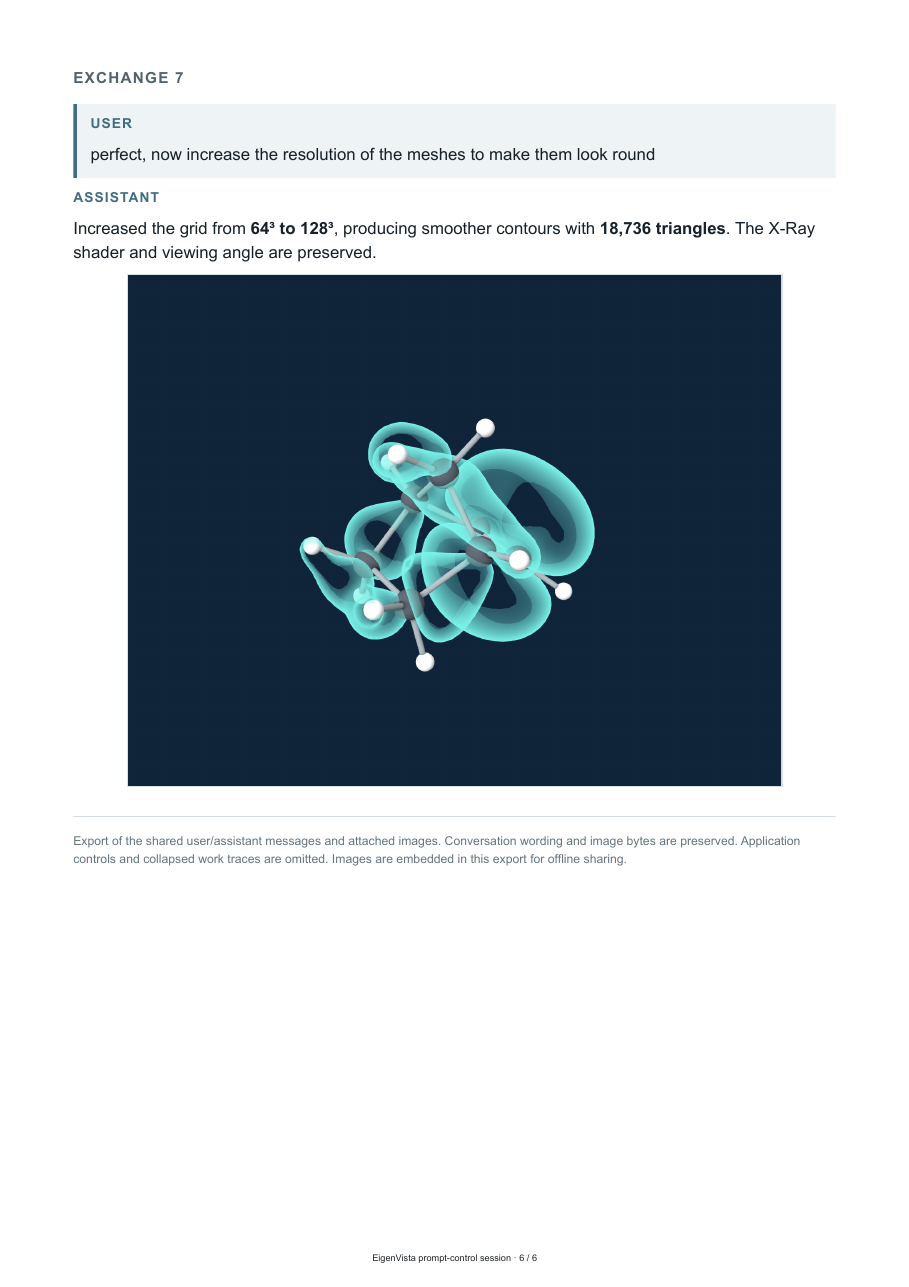 EXCHANGE 7
USER
perfect, now increase the resolution of the meshes to make them look round
ASSISTANT
Increased the grid from 64³ to 128³, producing smoother contours with 18,736 triangles. The X-Ray
shader and viewing angle are preserved.
Export of the shared user/assistant messages and attached images. Conversation wording and image bytes are preserved. Application
controls and collapsed work traces are omitted. Images are embedded in this export for offline sharing.
EigenVista prompt-control session · 6 / 6